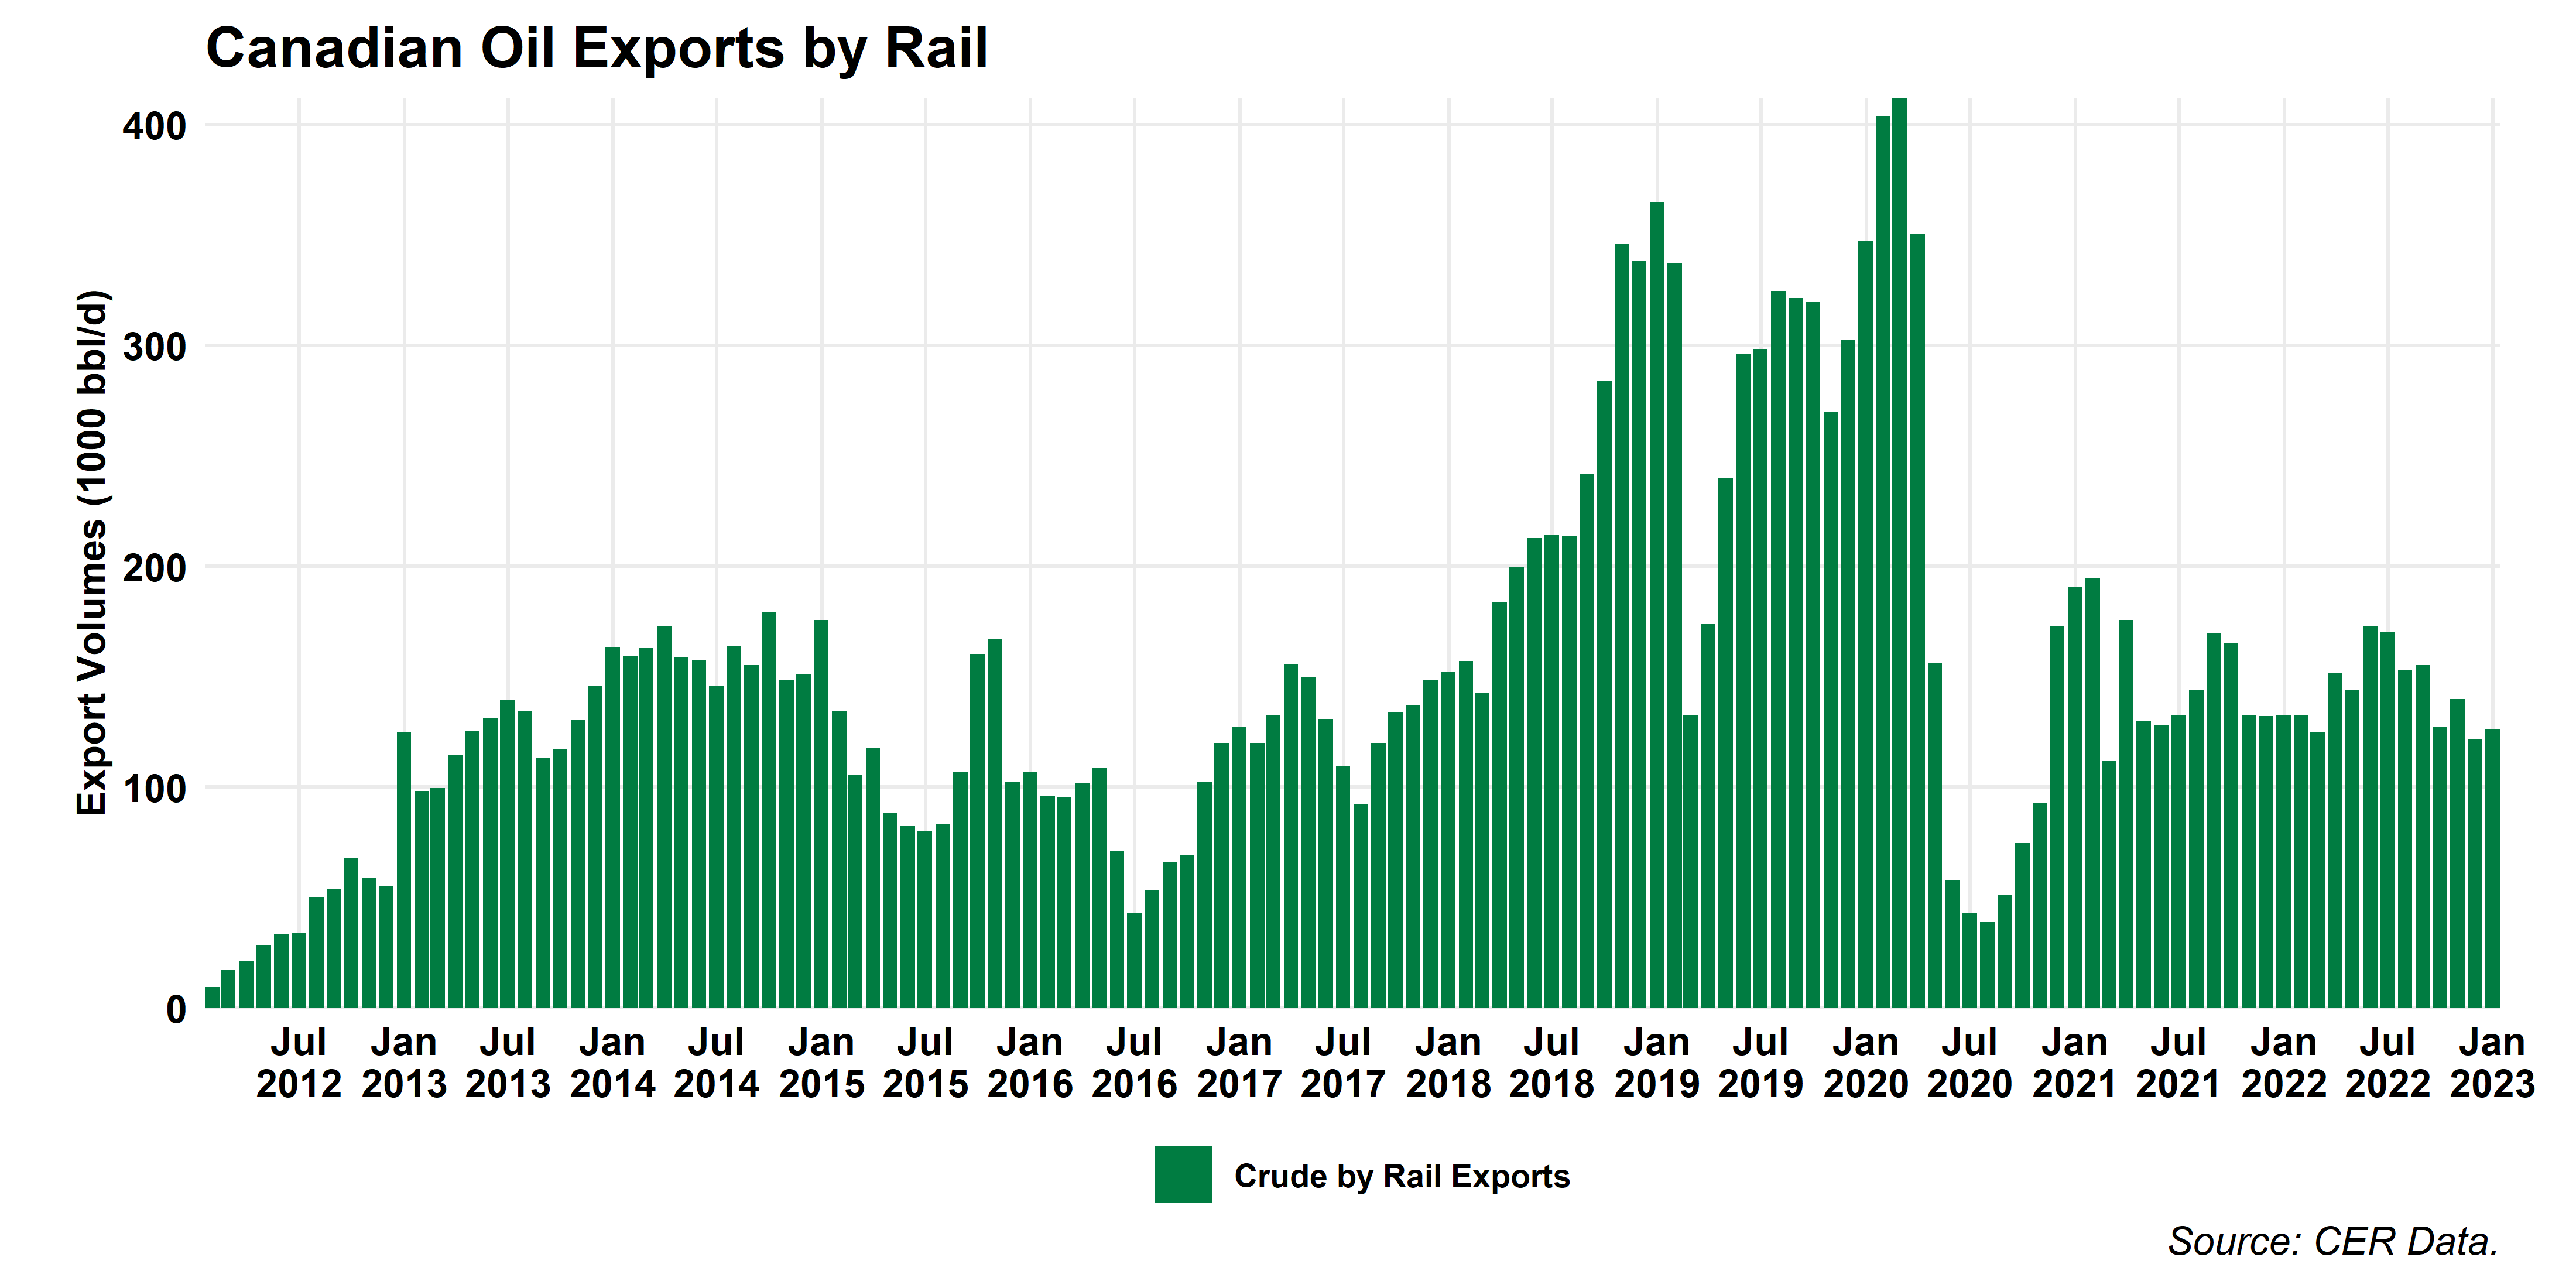 Canadian Oil Exports by Rail
Export Volumes (1000 bbl/d)
400
300
200
100
0
Jul Jan Jul Jan Jul Jan Jul Jan Jul Jan Jul Jan Jul Jan Jul Jan Jul Jan Jul Jan Jul Jan
2012 2013 2013 2014 2014 2015 2015 2016 2016 2017 2017 2018 2018 2019 2019 2020 2020 2021 2021 2022 2022 2023
Crude by Rail Exports
Source: CER Data.